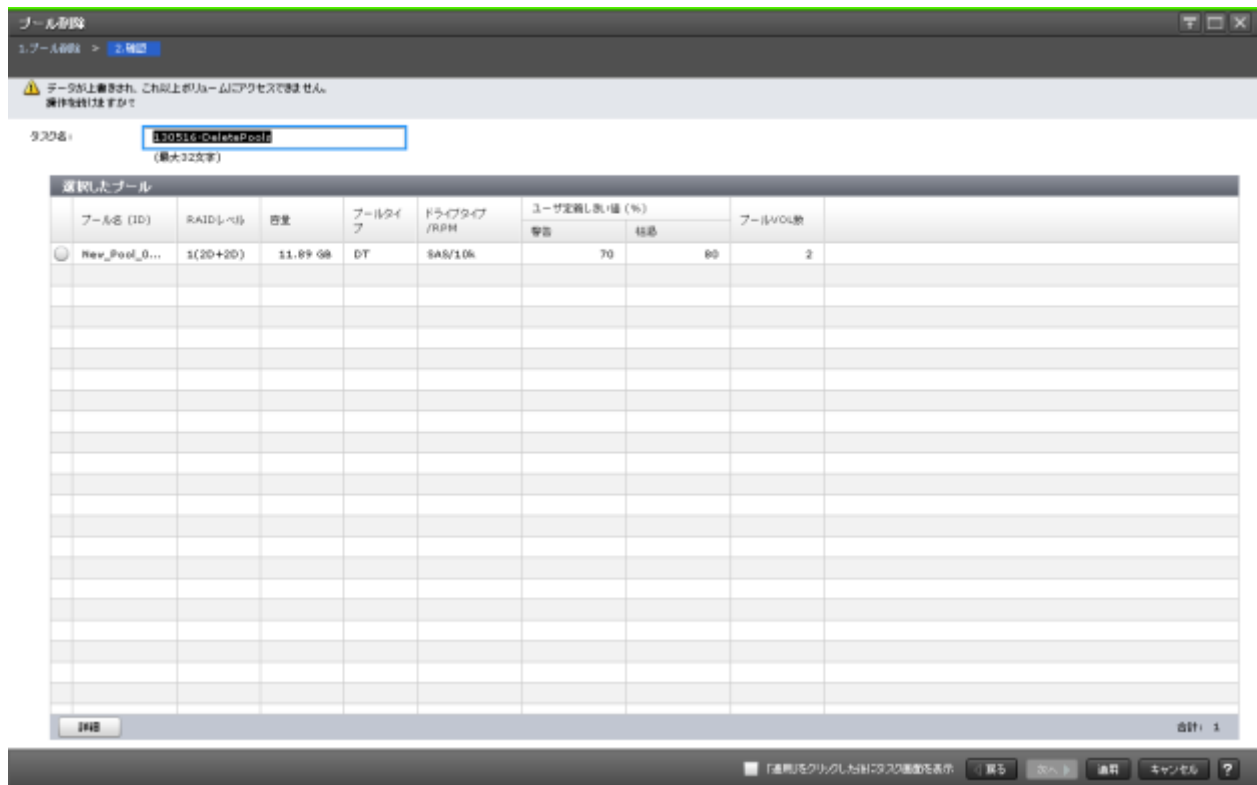 プール削除
1.プール削除 > 2.確認
データが上書きされ、これ以上ボリュームにアクセスできません。
操作を続けますか?
タスク名:
130516-DeletePools
(最大32文字)
選択したプール
プール名 (ID) RAIDレベル 容量 プールタイプ ドライブタイプ/RPM ユーザ定義しきい値 (%) 警告 枯渇 プールVOL数
New_Pool_0... 1(2D+2D) 11.89 GB DT SAS/10k 70 80 2
詳細 合計: 1
「適用」をクリックした後にタスク画面を表示 戻る 次へ 適用 キャンセル ?